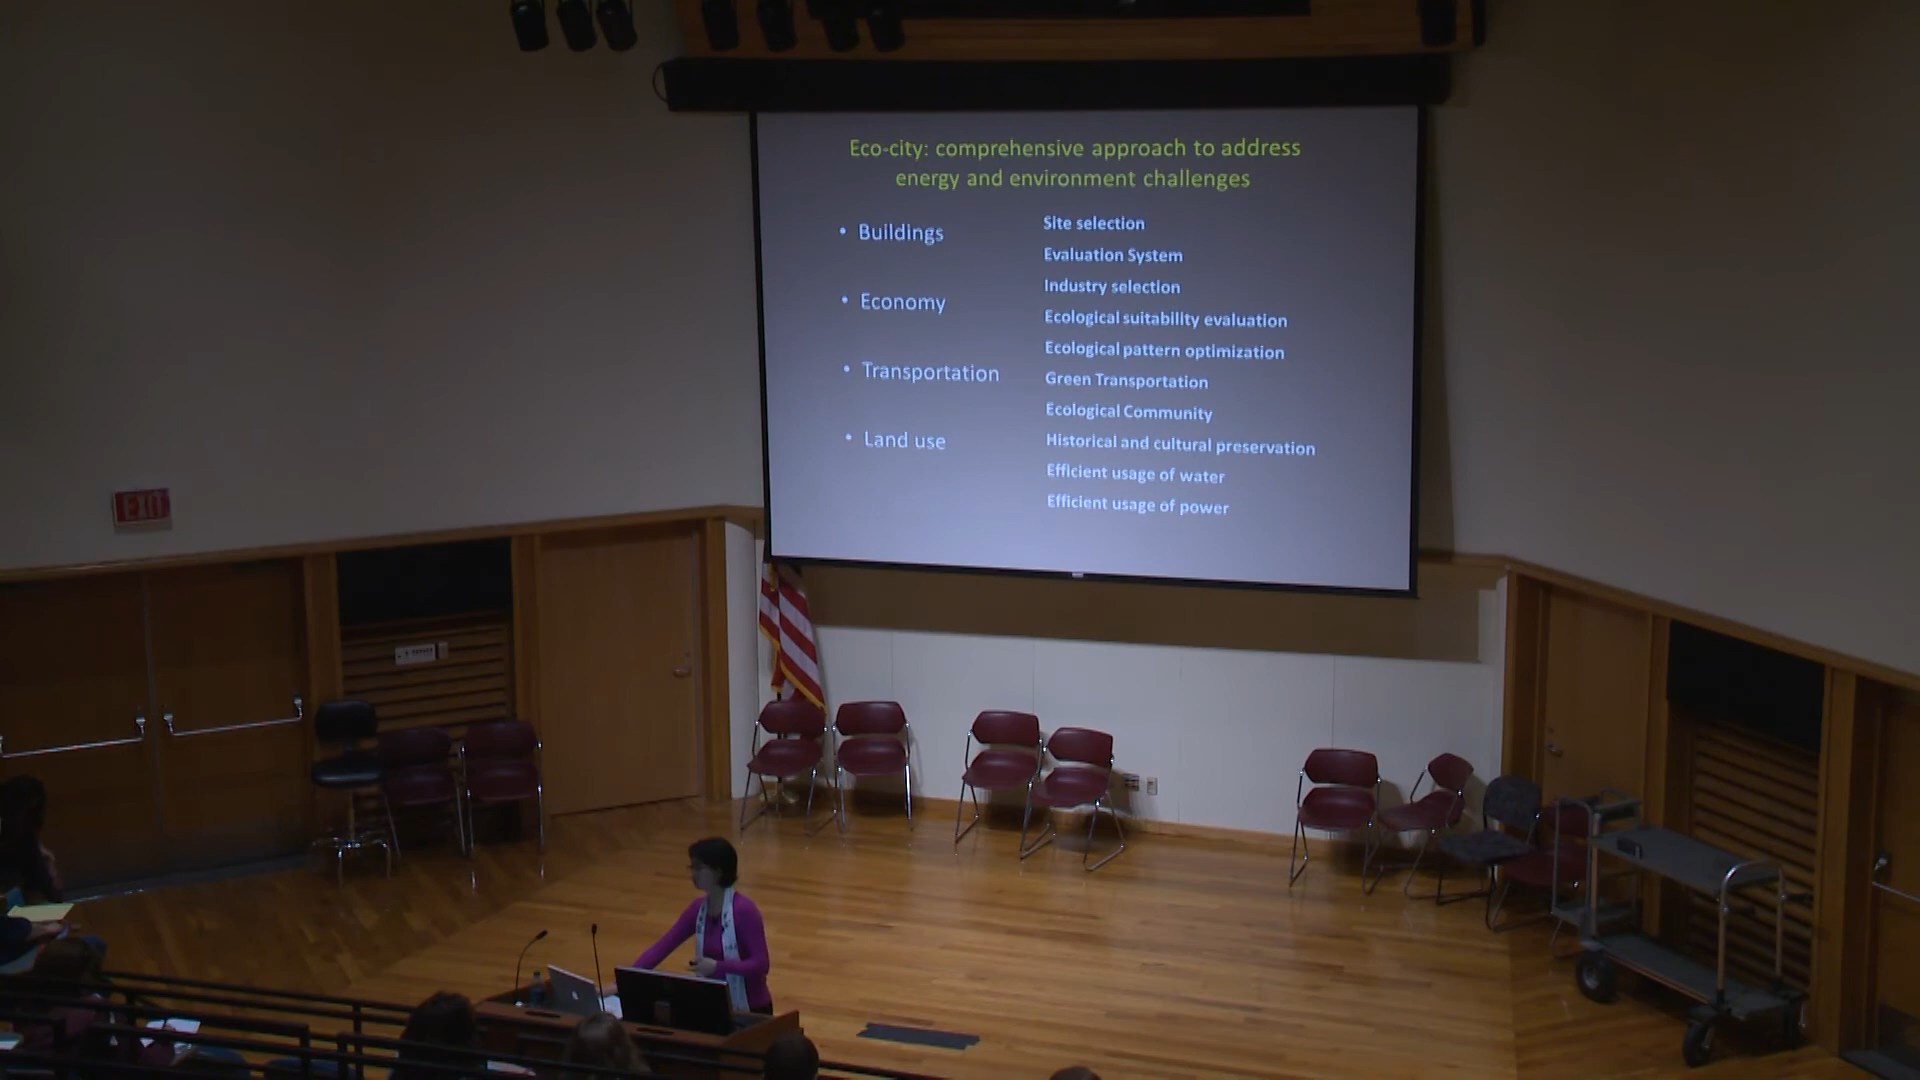 Eco-city: comprehensive approach to address
energy and environment challenges
• Buildings
• Economy
• Transportation
• Land use
Site selection
Evaluation System
Industry selection
Ecological suitability evaluation
Ecological pattern optimization
Green Transportation
Ecological Community
Historical and cultural preservation
Efficient usage of water
Efficient usage of power
EXIT